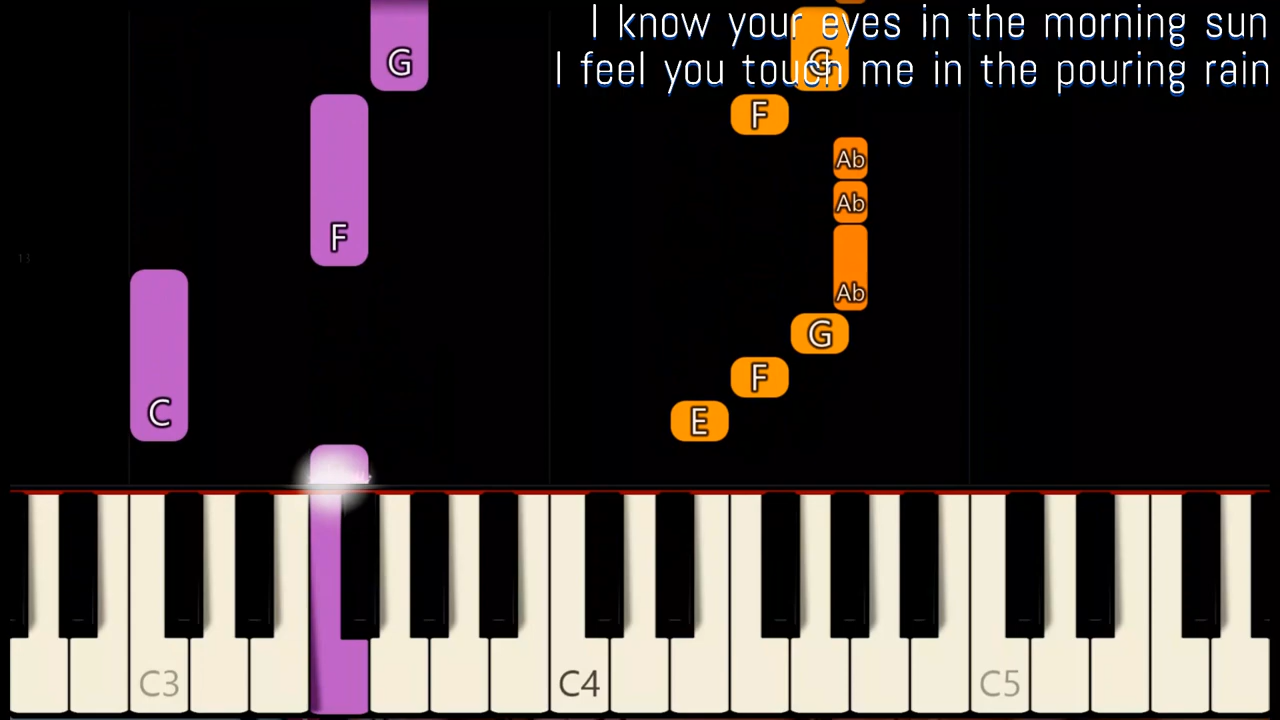 I know your eyes in the morning sun
I feel you touch me in the pouring rain
G
G
F
F
Ab
Ab
Ab
13
G
F
C
E
C3
C4
C5